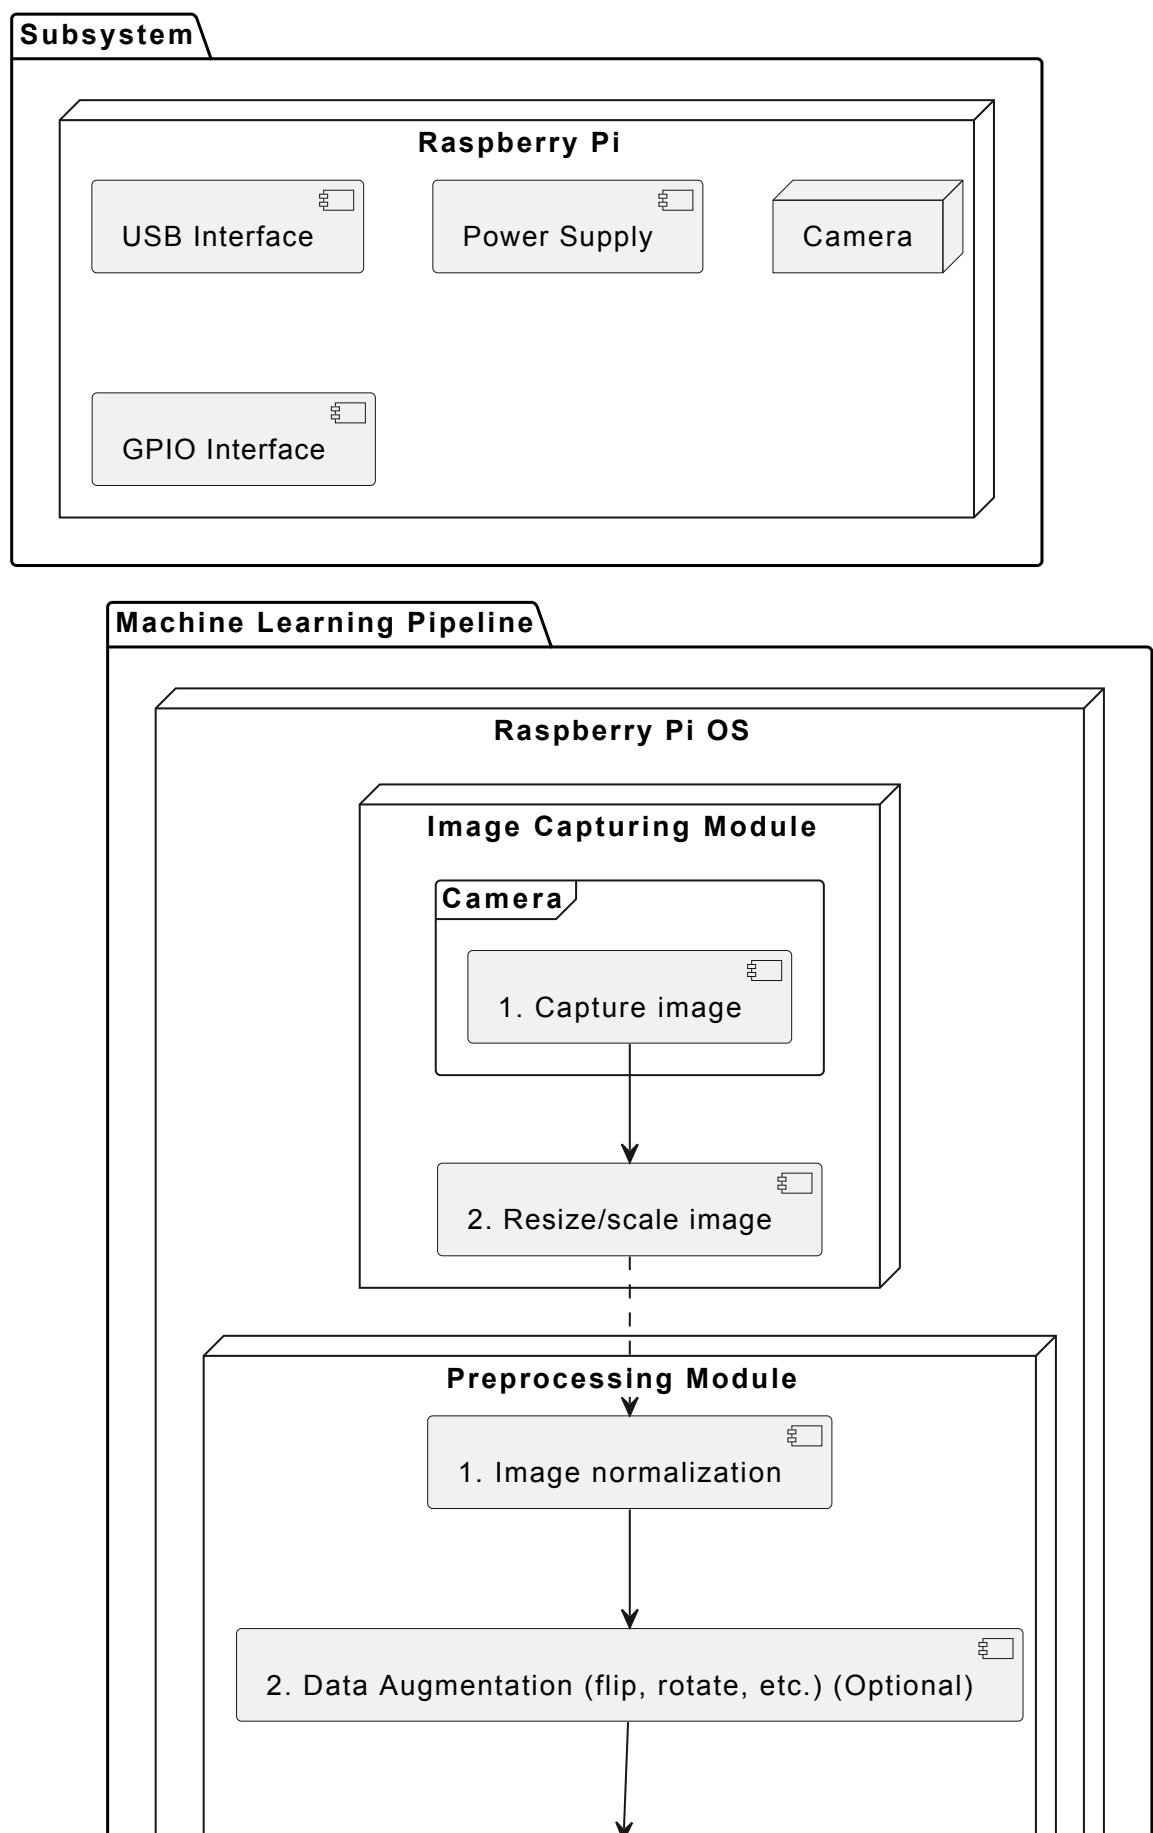 Subsystem
Raspberry Pi
USB Interface
Power Supply
Camera
GPIO Interface
Machine Learning Pipeline
Raspberry Pi OS
Image Capturing Module
Camera
1. Capture image
2. Resize/scale image
Preprocessing Module
1. Image normalization
2. Data Augmentation (flip, rotate, etc.) (Optional)